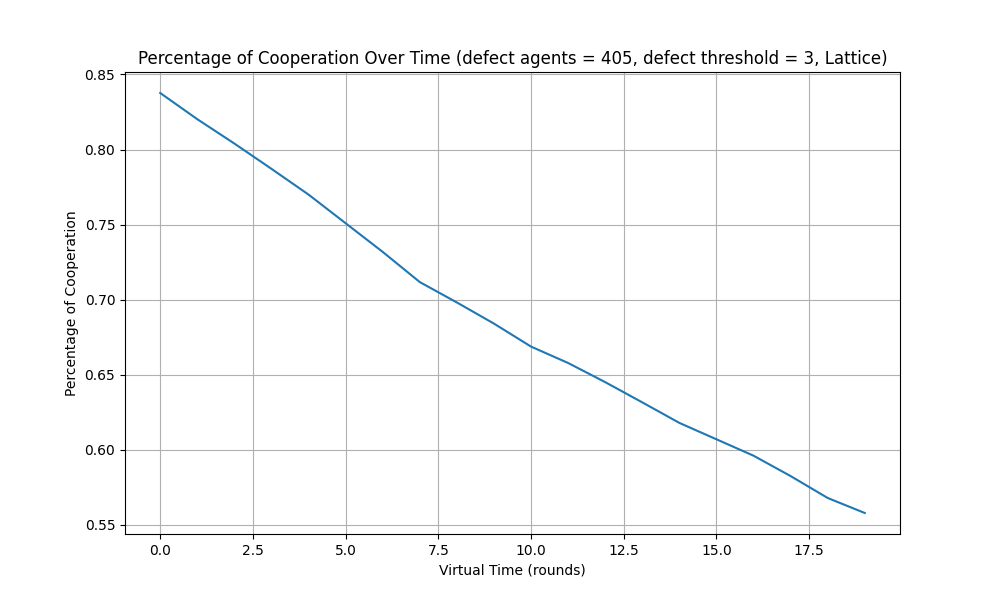 Percentage of Cooperation Over Time (defect agents = 405, defect threshold = 3, Lattice)
0.85
0.80
0.75
0.70
0.65
0.60
0.55
Percentage of Cooperation
0.0 2.5 5.0 7.5 10.0 12.5 15.0 17.5
Virtual Time (rounds)